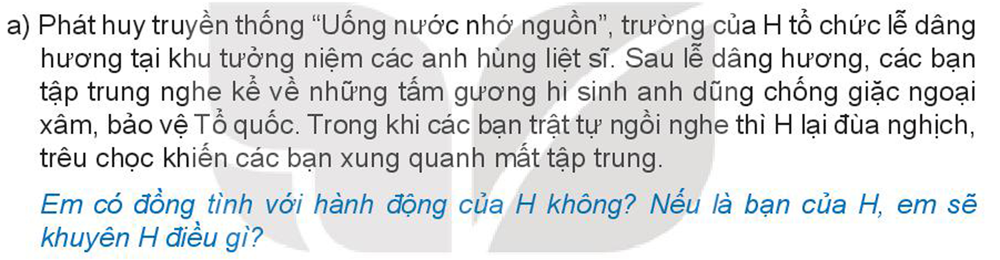 a) Phát huy truyền thống “Uống nước nhớ nguồn”, trường của H tổ chức lễ dâng
hương tại khu tưởng niệm các anh hùng liệt sĩ. Sau lễ dâng hương, các bạn
tập trung nghe kể về những tấm gương hi sinh anh dũng chống giặc ngoại
xâm, bảo vệ Tổ quốc. Trong khi các bạn trật tự ngồi nghe thì H lại đùa nghịch,
trêu chọc khiến các bạn xung quanh mất tập trung.
Em có đồng tình với hành động của H không? Nếu là bạn của H, em sẽ
khuyên H điều gì?